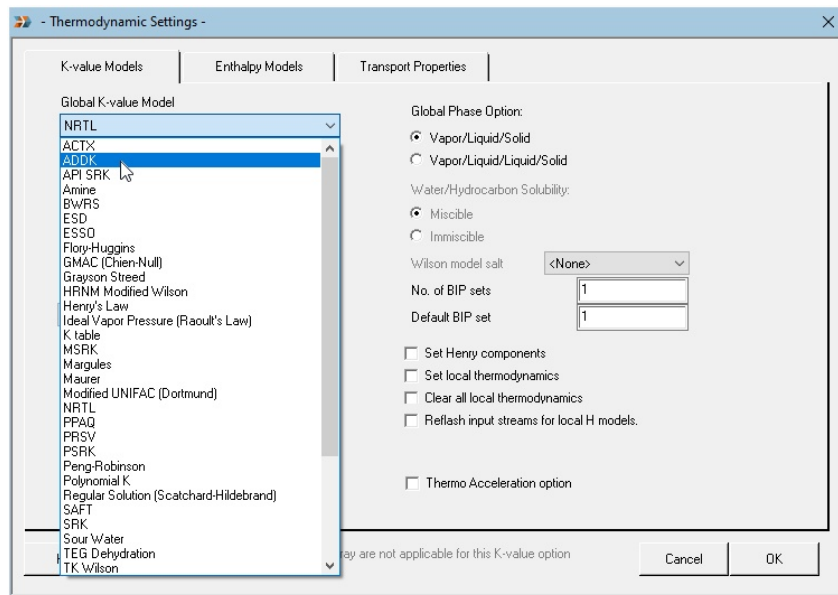 - Thermodynamic Settings -
K-value Models
Enthalpy Models
Transport Properties
Global K-value Model
NRTL
ACTX
ADDK
API SRK
Amine
BWRS
ESD
ESSO
Flory-Huggins
GMAC (Chien-Null)
Grayson Streed
HRNM Modified Wilson
Henry's Law
Ideal Vapor Pressure (Raoult's Law)
K table
MSRK
Margules
Maurer
Modified UNIFAC (Dortmund)
NRTL
PPAQ
PRSV
PSRK
Peng-Robinson
Polynomial K
Regular Solution (Scatchard-Hildebrand)
SAFT
SRK
Sour Water
TEG Dehydration
TK Wilson
Global Phase Option:
Vapor/Liquid/Solid
Vapor/Liquid/Liquid/Solid
Water/Hydrocarbon Solubility:
Miscible
Immiscible
Wilson model salt
<None>
No. of BIP sets
1
Default BIP set
1
Set Henry components
Set local thermodynamics
Clear all local thermodynamics
Reflash input streams for local H models.
Thermo Acceleration option
are not applicable for this K-value option
Cancel
OK